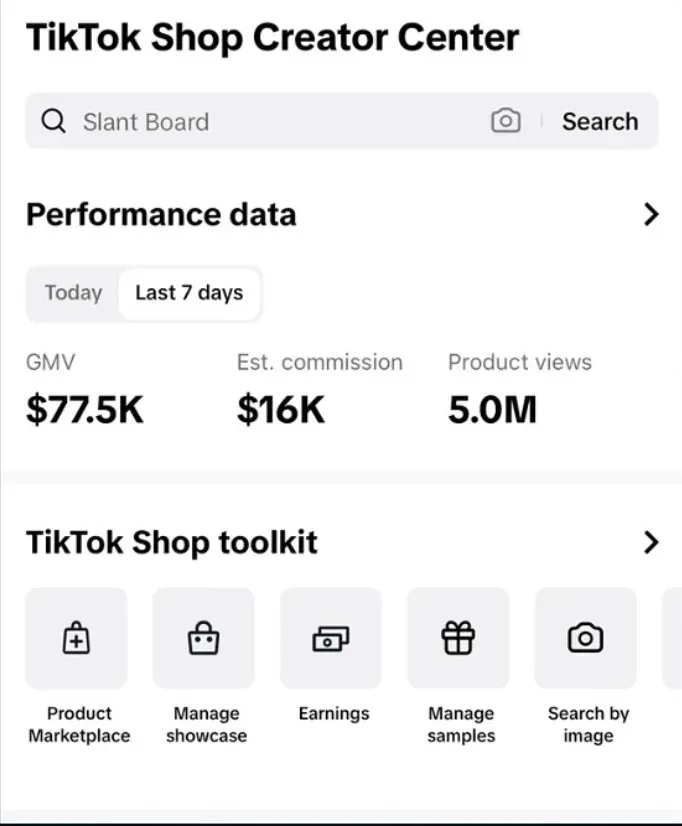 TikTok Shop Creator Center
Slant Board
Search
Performance data
Today
Last 7 days
GMV
Est. commission
Product views
$77.5K
$16K
5.0M
TikTok Shop toolkit
Product
Marketplace
Manage
showcase
Earnings
Manage
samples
Search by
image